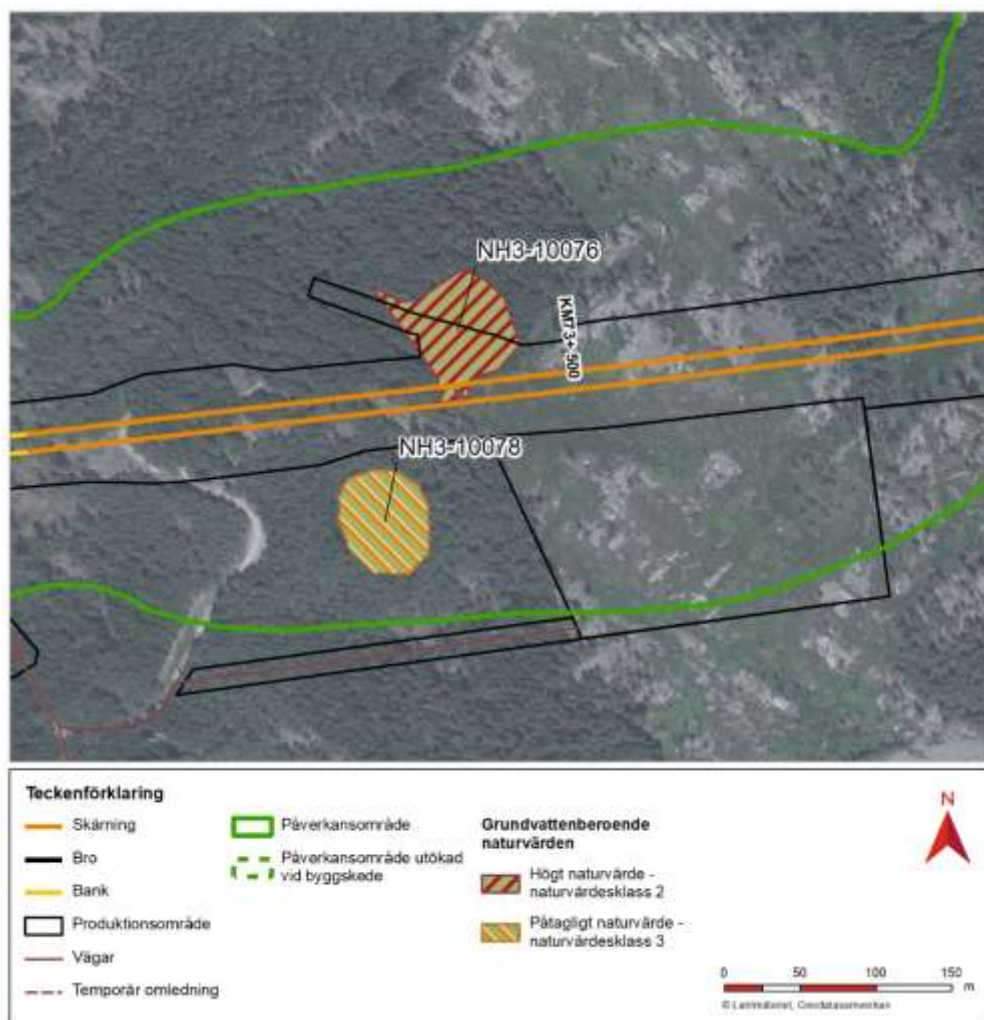 NH3-10076
KM73+500
NH3-10078
Teckenförklaring
Skärning
Bro
Bank
Produktionsområde
Vägar
Temporär omledning
Påverkansområde
Påverkansområde utökad
vid byggskede
Grundvattenberoende
naturvärden
Högt naturvärde -
naturvärdesklass 2
Påtagligt naturvärde -
naturvärdesklass 3
N
0 50 100 150
m
© Lantmäteriet, Geodatasamverkan